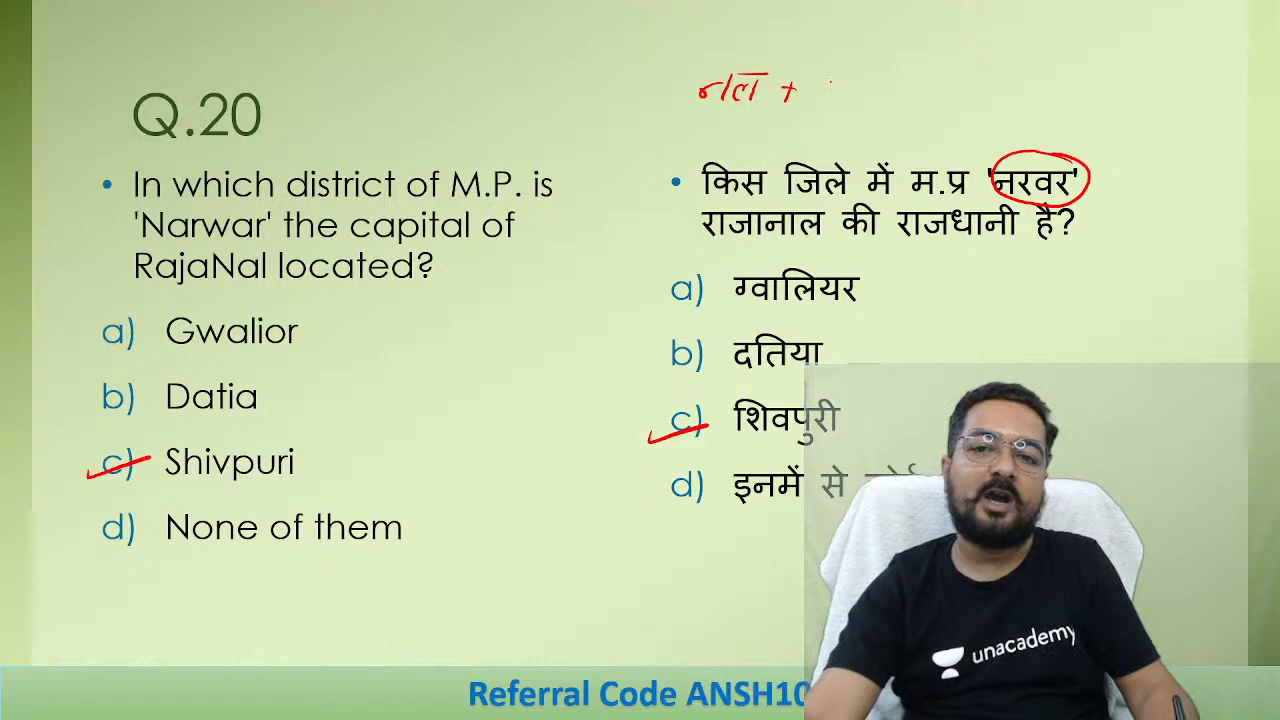 नल +
Q.20
• In which district of M.P. is
'Narwar' the capital of
RajaNal located?
a) Gwalior
b) Datia
c) Shivpuri
d) None of them
• किस जिले में म.प्र 'नरवर'
राजानाल की राजधानी है?
a) ग्वालियर
b) दतिया
c) शिवपुरी
d) इनमें से
unacademy
Referral Code ANSH10